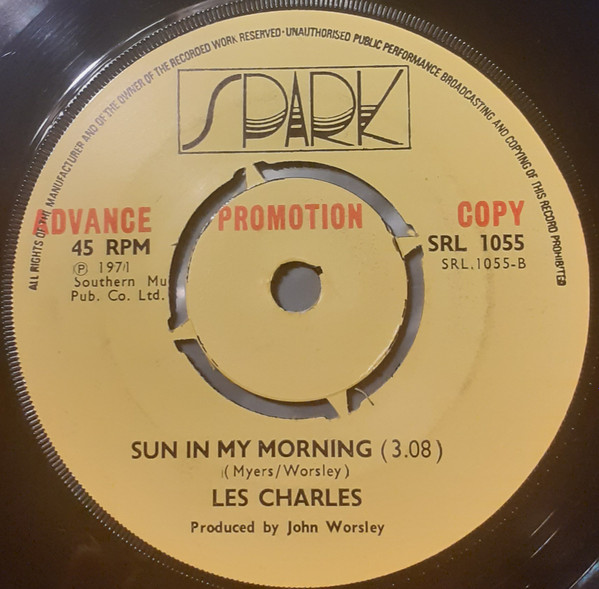 ALL RIGHTS OF THE MANUFACTURER AND OF THE OWNER OF THE RECORDED WORK RESERVED · UNAUTHORISED PUBLIC PERFORMANCE BROADCASTING AND COPYING OF THIS RECORD PROHIBITED
SPARK
ADVANCE PROMOTION COPY
45 RPM
SRL 1055
℗ 1971
SRL.1055-B
Southern Mu
Pub. Co. Ltd.
SUN IN MY MORNING (3.08)
(Myers/Worsley)
LES CHARLES
Produced by John Worsley